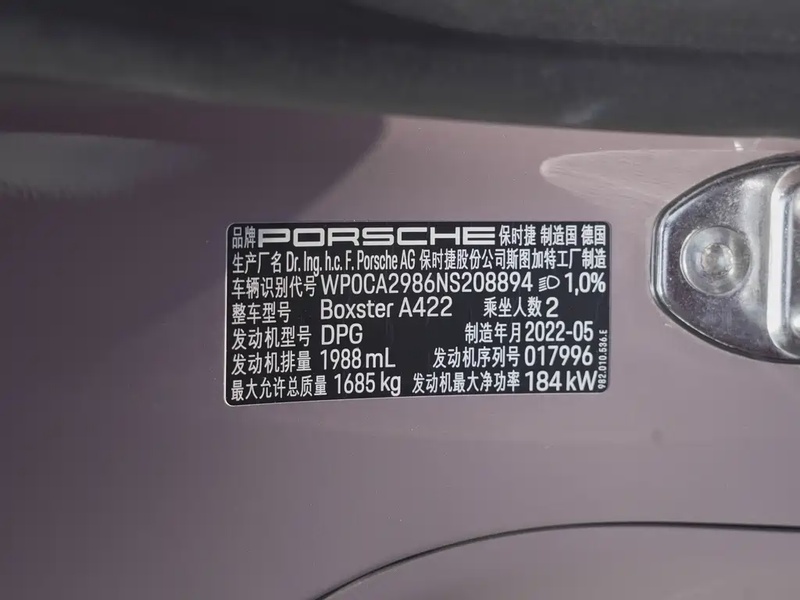 品牌 PORSCHE 保时捷 制造国 德国
生产厂名 Dr. Ing. h.c. F. Porsche AG 保时捷股份公司斯图加特工厂制造
车辆识别代号 WP0CA2986NS208894 1,0%
整车型号 Boxster A422 乘坐人数 2
发动机型号 DPG 制造年月 2022-05
发动机排量 1988 mL 发动机序列号 017996
最大允许总质量 1685 kg 发动机最大净功率 184 kW
982.010.536.E